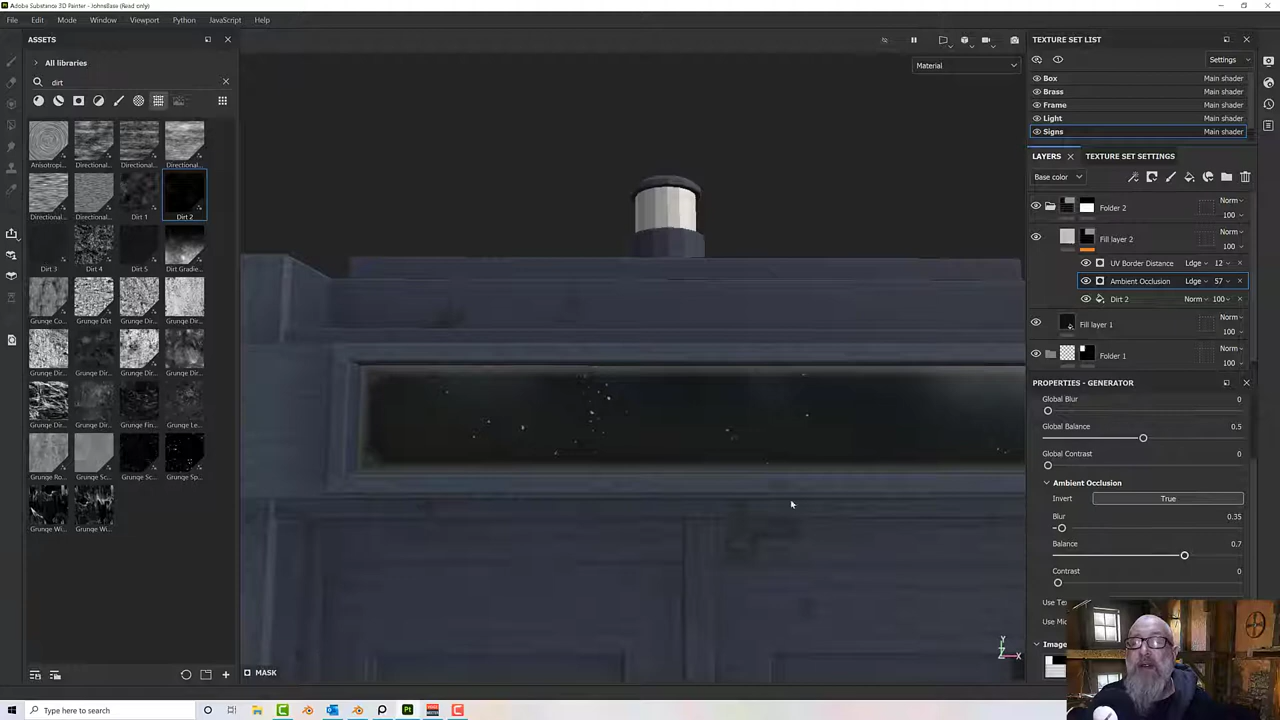 Adobe Substance 3D Painter - JohnsBase (Read only)
File Edit Mode Window Viewport Python JavaScript Help
ASSETS
All libraries
dirt
Anisotropi... Directional... Directional... Directional...
Directional... Directional... Dirt 1 Dirt 2
Dirt 3 Dirt 4 Dirt 5 Dirt Gradie...
Grunge Co... Grunge Dirt Grunge Dir... Grunge Dir...
Grunge Dir... Grunge Dir... Grunge Dir... Grunge Dir...
Grunge Dir... Grunge Dir... Grunge Fin... Grunge Le...
Grunge Ro... Grunge Sc... Grunge Sc... Grunge Sp...
Grunge Wi... Grunge Wi...
Material
MASK
Y
Z X
TEXTURE SET LIST
Settings
Box Main shader
Brass Main shader
Frame Main shader
Light Main shader
Signs Main shader
LAYERS TEXTURE SET SETTINGS
Base color
Folder 2 Norm 100
Fill layer 2 Norm 100
UV Border Distance Ldge 12
Ambient Occlusion Ldge 57
Dirt 2 Norm 100
Fill layer 1 Norm 100
Folder 1 Norm 100
PROPERTIES - GENERATOR
Global Blur 0
Global Balance 0.5
Global Contrast 0
Ambient Occlusion
Invert True
Blur 0.35
Balance 0.7
Contrast 0
Use Te
Use Mic
Image
Type here to search